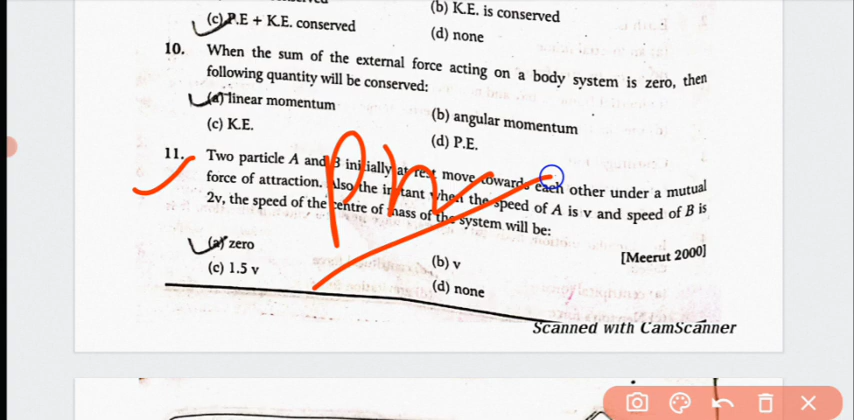 (c) P.E + K.E. conserved
(b) K.E. is conserved
(d) none
10. When the sum of the external force acting on a body system is zero, then
following quantity will be conserved:
(a) linear momentum
(b) angular momentum
(c) K.E.
(d) P.E.
11. Two particle A and B initially at rest move towards each other under a mutual
force of attraction. Also the instant when the speed of A is v and speed of B is
2v, the speed of the centre of mass of the system will be:
[Meerut 2000]
(a) zero
(b) v
(c) 1.5 v
(d) none
Scanned with CamScanner